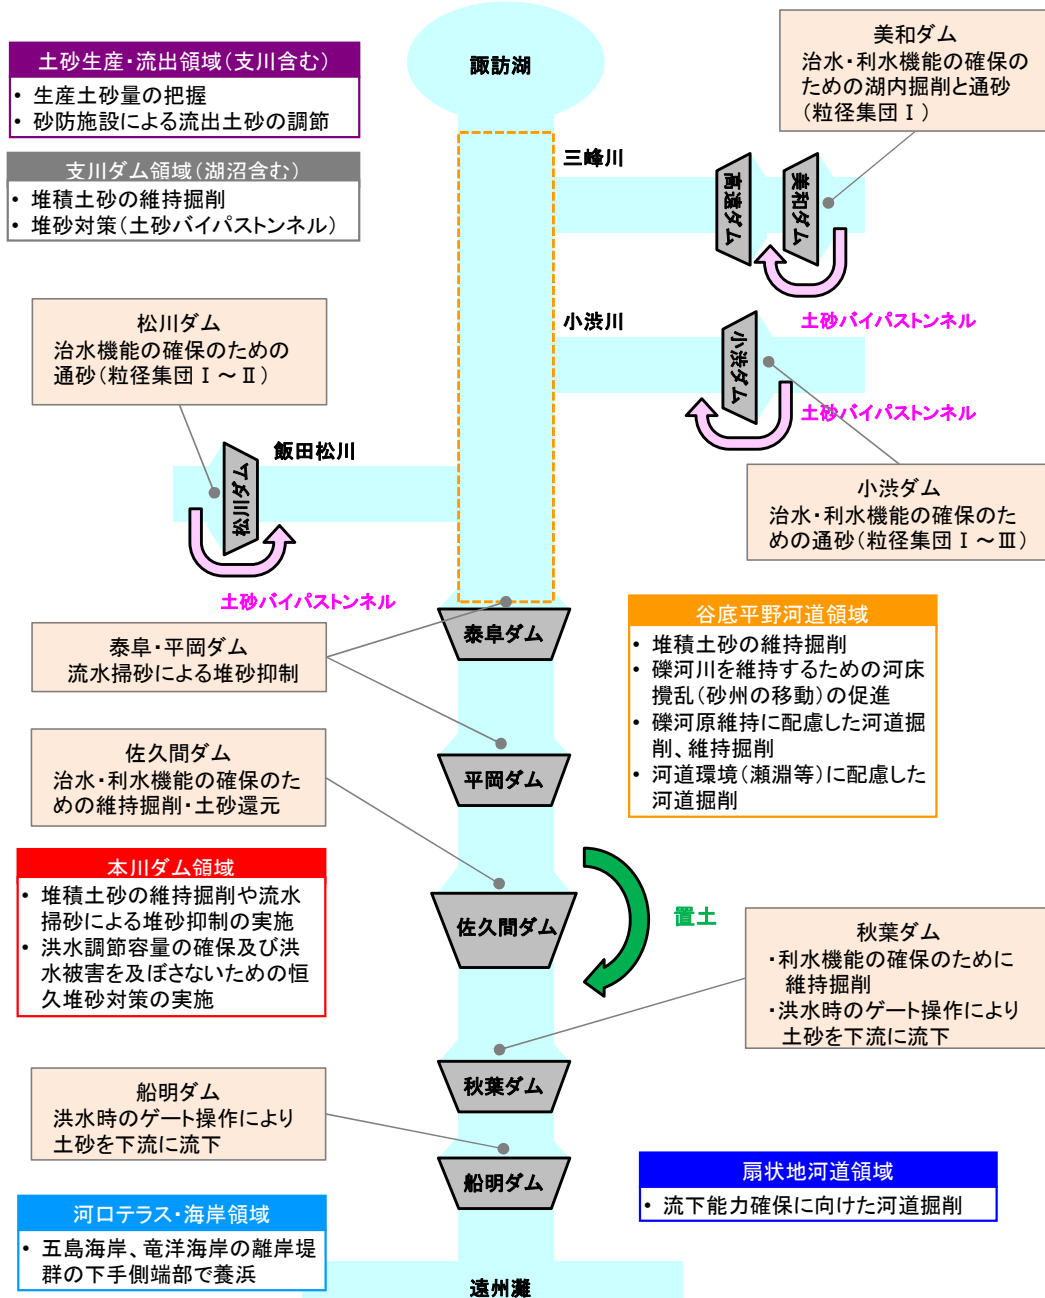 土砂生産・流出領域(支川含む)
• 生産土砂量の把握
• 砂防施設による流出土砂の調節
支川ダム領域(湖沼含む)
• 堆積土砂の維持掘削
• 堆砂対策(土砂バイパストンネル)
諏訪湖
美和ダム
治水・利水機能の確保の
ための湖内掘削と通砂
(粒径集団Ⅰ)
三峰川
高遠ダム
美和ダム
土砂バイパストンネル
松川ダム
治水機能の確保のための
通砂(粒径集団Ⅰ～Ⅱ)
小渋川
小渋ダム
土砂バイパストンネル
飯田松川
松川ダム
土砂バイパストンネル
小渋ダム
治水・利水機能の確保のた
めの通砂(粒径集団Ⅰ～Ⅲ)
泰阜ダム
泰阜・平岡ダム
流水掃砂による堆砂抑制
谷底平野河道領域
• 堆積土砂の維持掘削
• 礫河川を維持するための河床
攪乱(砂州の移動)の促進
• 礫河原維持に配慮した河道掘
削、維持掘削
• 河道環境(瀬淵等)に配慮した
河道掘削
佐久間ダム
治水・利水機能の確保のた
めの維持掘削・土砂還元
平岡ダム
本川ダム領域
• 堆積土砂の維持掘削や流水
掃砂による堆砂抑制の実施
• 洪水調節容量の確保及び洪
水被害を及ぼさないための恒
久堆砂対策の実施
佐久間ダム
置土
秋葉ダム
・利水機能の確保のために
維持掘削
・洪水時のゲート操作により
土砂を下流に流下
秋葉ダム
船明ダム
洪水時のゲート操作により
土砂を下流に流下
船明ダム
扇状地河道領域
• 流下能力確保に向けた河道掘削
河口テラス・海岸領域
• 五島海岸、竜洋海岸の離岸堤
群の下手側端部で養浜
遠州灘